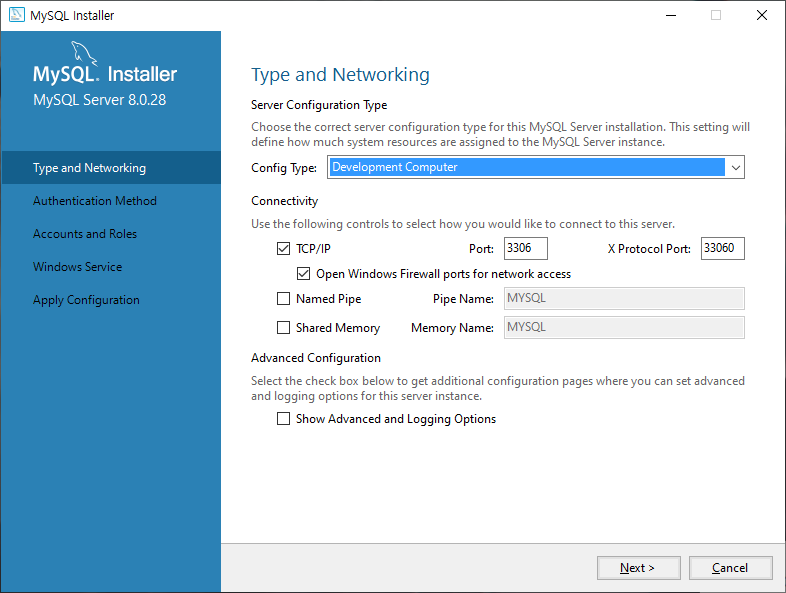 MySQL Installer
MySQL. Installer
MySQL Server 8.0.28
Type and Networking
Authentication Method
Accounts and Roles
Windows Service
Apply Configuration
Type and Networking
Server Configuration Type
Choose the correct server configuration type for this MySQL Server installation. This setting will
define how much system resources are assigned to the MySQL Server instance.
Config Type: Development Computer
Connectivity
Use the following controls to select how you would like to connect to this server.
TCP/IP Port: 3306 X Protocol Port: 33060
Open Windows Firewall ports for network access
Named Pipe Pipe Name: MYSQL
Shared Memory Memory Name: MYSQL
Advanced Configuration
Select the check box below to get additional configuration pages where you can set advanced
and logging options for this server instance.
Show Advanced and Logging Options
Next > Cancel